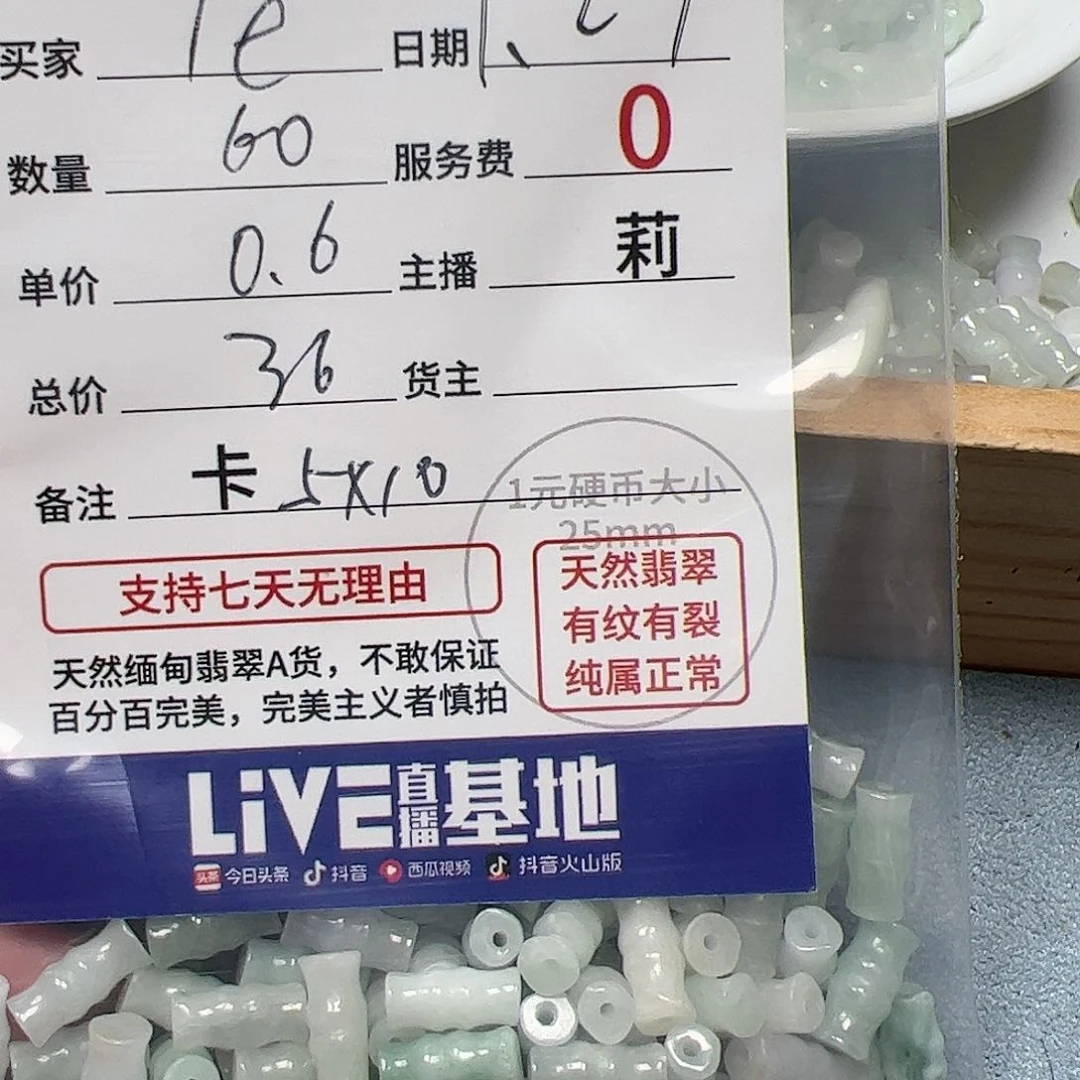 买家 日期
数量 60 服务费 0
单价 0.6 主播 莉
总价 36 货主
备注 卡 5X10
1元硬币大小
25mm
支持七天无理由
天然翡翠
有纹有裂
纯属正常
天然缅甸翡翠A货，不敢保证
百分百完美，完美主义者慎拍
LiVE直播基地
头条 今日头条 抖音 西瓜视频 抖音火山版